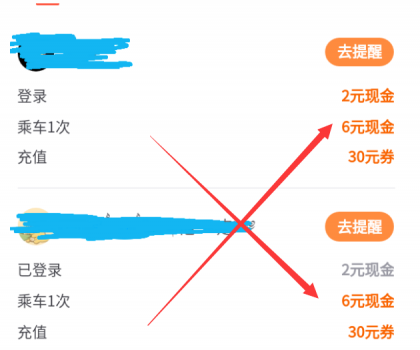 去提醒
登录 2元现金
乘车1次 6元现金
充值 30元券
去提醒
已登录 2元现金
乘车1次 6元现金
充值 30元券